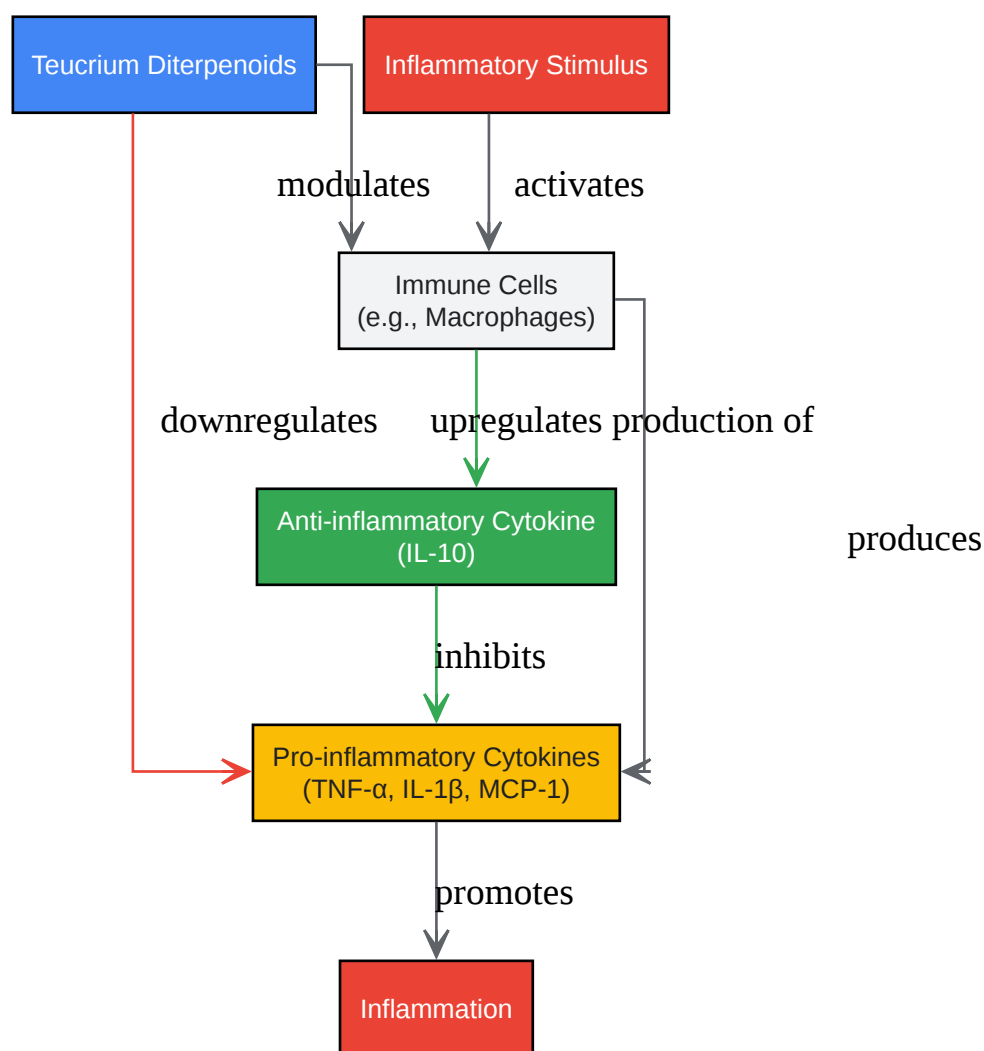 Teucrium Diterpenoids
Inflammatory Stimulus
modulates
activates
Immune Cells
(e.g., Macrophages)
downregulates
upregulates production of
Anti-inflammatory Cytokine
(IL-10)
produces
inhibits
Pro-inflammatory Cytokines
(TNF-α, IL-1β, MCP-1)
promotes
Inflammation